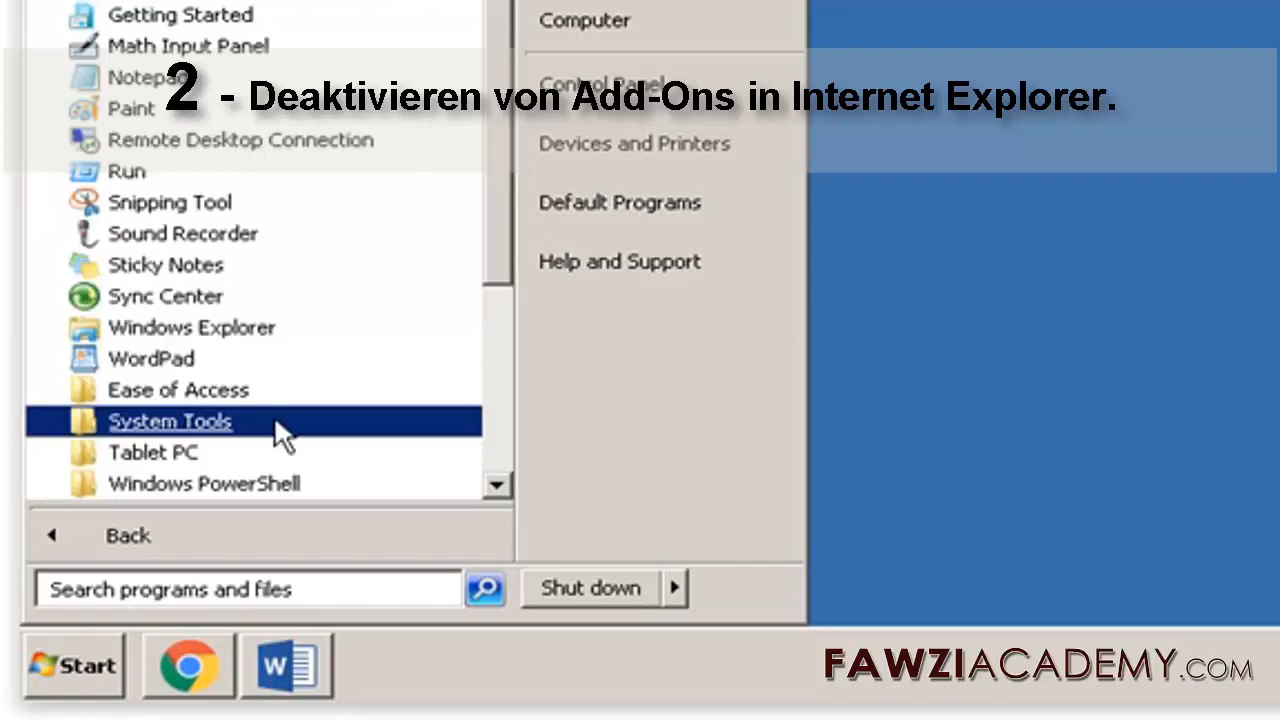 Getting Started
Math Input Panel
Notepad
Paint
Remote Desktop Connection
Run
Snipping Tool
Sound Recorder
Sticky Notes
Sync Center
Windows Explorer
WordPad
Ease of Access
System Tools
Tablet PC
Windows PowerShell
Back
Search programs and files
Computer
Control Panel
Devices and Printers
Default Programs
Help and Support
Shut down
2 - Deaktivieren von Add-Ons in Internet Explorer.
Start
W
FAWZIACADEMY.COM